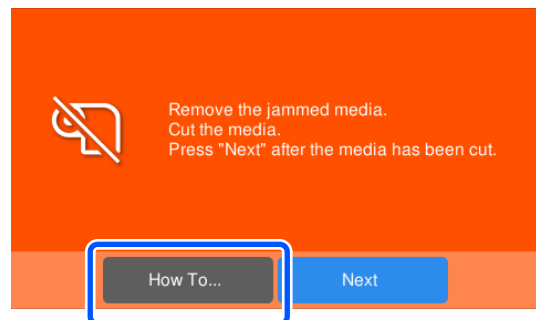 Remove the jammed media.
Cut the media.
Press "Next" after the media has been cut.
How To...
Next